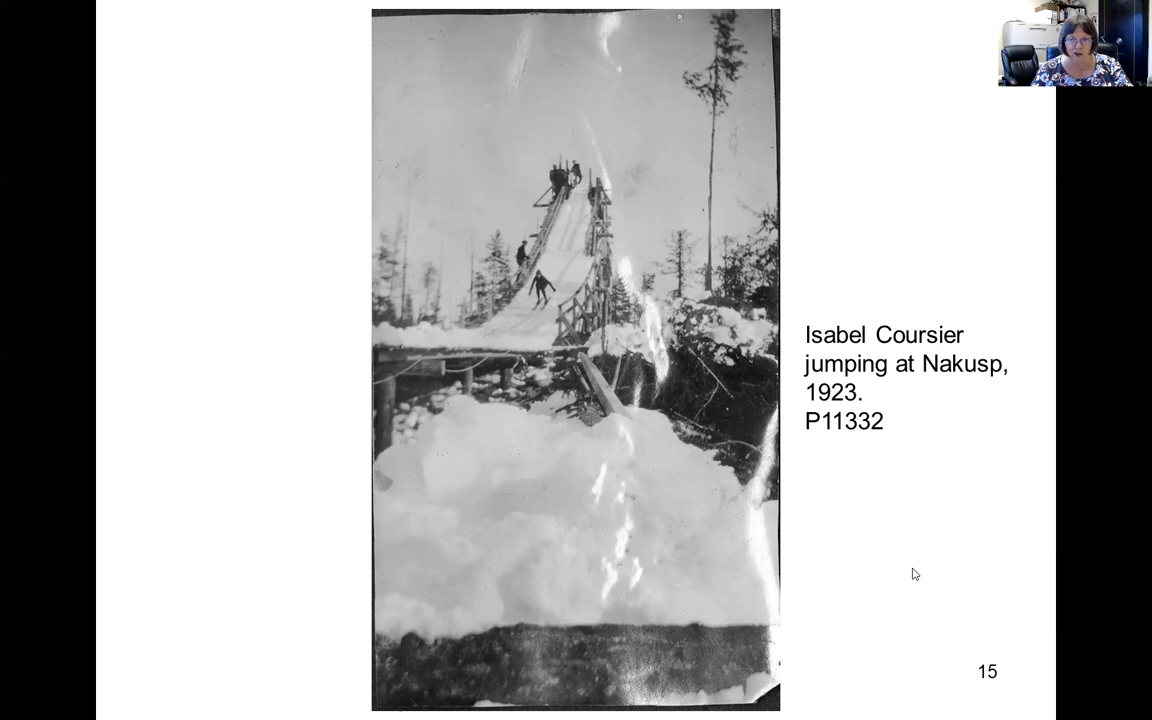 Isabel Coursier
jumping at Nakusp,
1923.
P11332
15